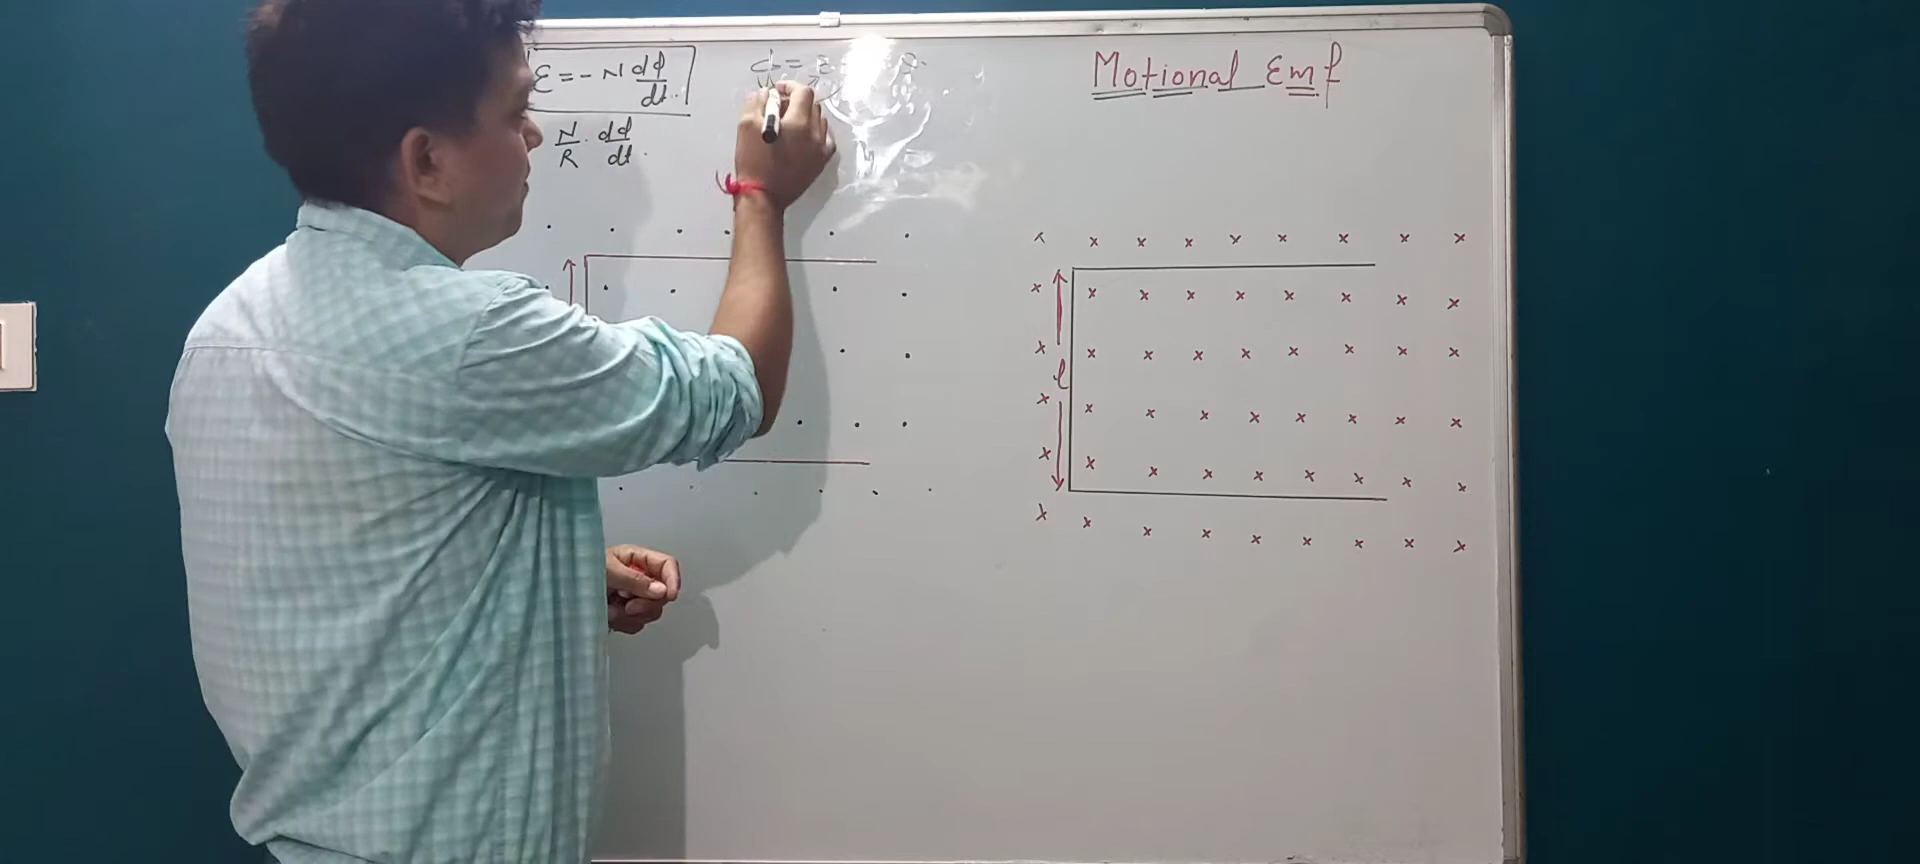 ε = - N dφ/dt.
N/R . dφ/dt.
Motional Emf
l